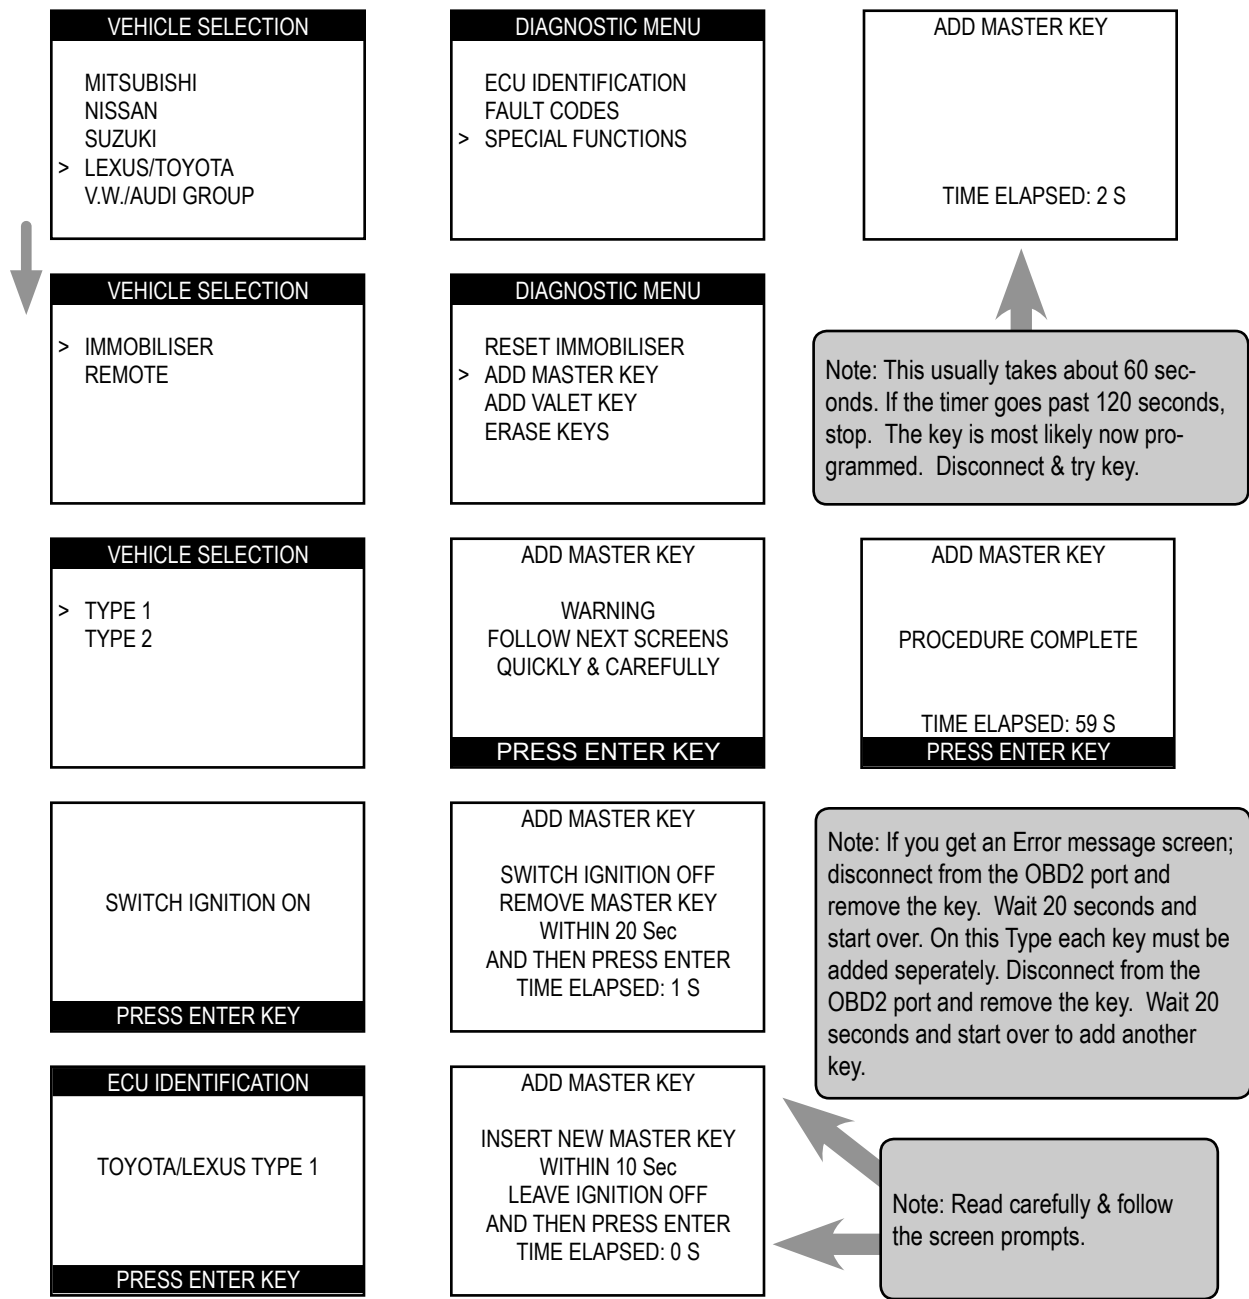 VEHICLE SELECTION
MITSUBISHI
NISSAN
SUZUKI
> LEXUS/TOYOTA
V.W./AUDI GROUP
VEHICLE SELECTION
> IMMOBILISER
REMOTE
VEHICLE SELECTION
> TYPE 1
TYPE 2
SWITCH IGNITION ON
PRESS ENTER KEY
ECU IDENTIFICATION
TOYOTA/LEXUS TYPE 1
PRESS ENTER KEY
DIAGNOSTIC MENU
ECU IDENTIFICATION
FAULT CODES
> SPECIAL FUNCTIONS
DIAGNOSTIC MENU
RESET IMMOBILISER
> ADD MASTER KEY
ADD VALET KEY
ERASE KEYS
ADD MASTER KEY
WARNING
FOLLOW NEXT SCREENS
QUICKLY & CAREFULLY
PRESS ENTER KEY
ADD MASTER KEY
SWITCH IGNITION OFF
REMOVE MASTER KEY
WITHIN 20 Sec
AND THEN PRESS ENTER
TIME ELAPSED: 1 S
ADD MASTER KEY
INSERT NEW MASTER KEY
WITHIN 10 Sec
LEAVE IGNITION OFF
AND THEN PRESS ENTER
TIME ELAPSED: 0 S
ADD MASTER KEY
TIME ELAPSED: 2 S
Note: This usually takes about 60 sec-
onds. If the timer goes past 120 seconds,
stop. The key is most likely now pro-
grammed. Disconnect & try key.
ADD MASTER KEY
PROCEDURE COMPLETE
TIME ELAPSED: 59 S
PRESS ENTER KEY
Note: If you get an Error message screen;
disconnect from the OBD2 port and
remove the key. Wait 20 seconds and
start over. On this Type each key must be
added seperately. Disconnect from the
OBD2 port and remove the key. Wait 20
seconds and start over to add another
key.
Note: Read carefully & follow
the screen prompts.